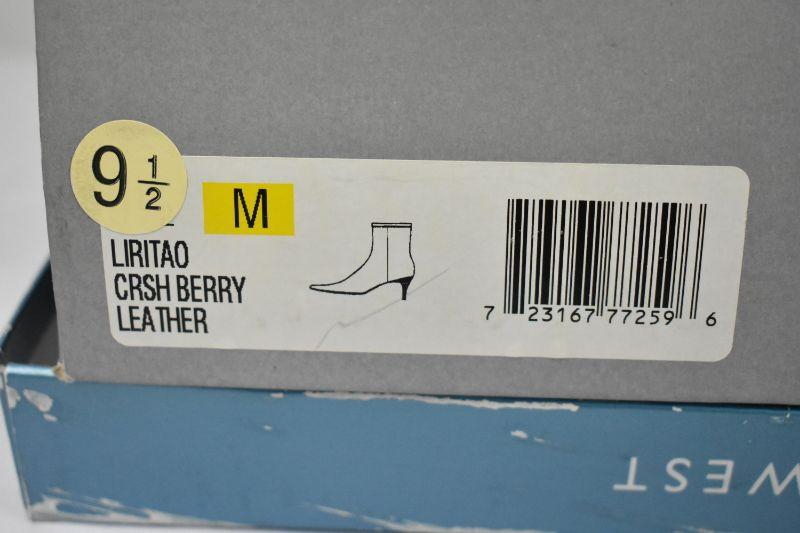 9 1/2
M
LIRITAO
CRSH BERRY
LEATHER
7 23167 77259 6
WEST